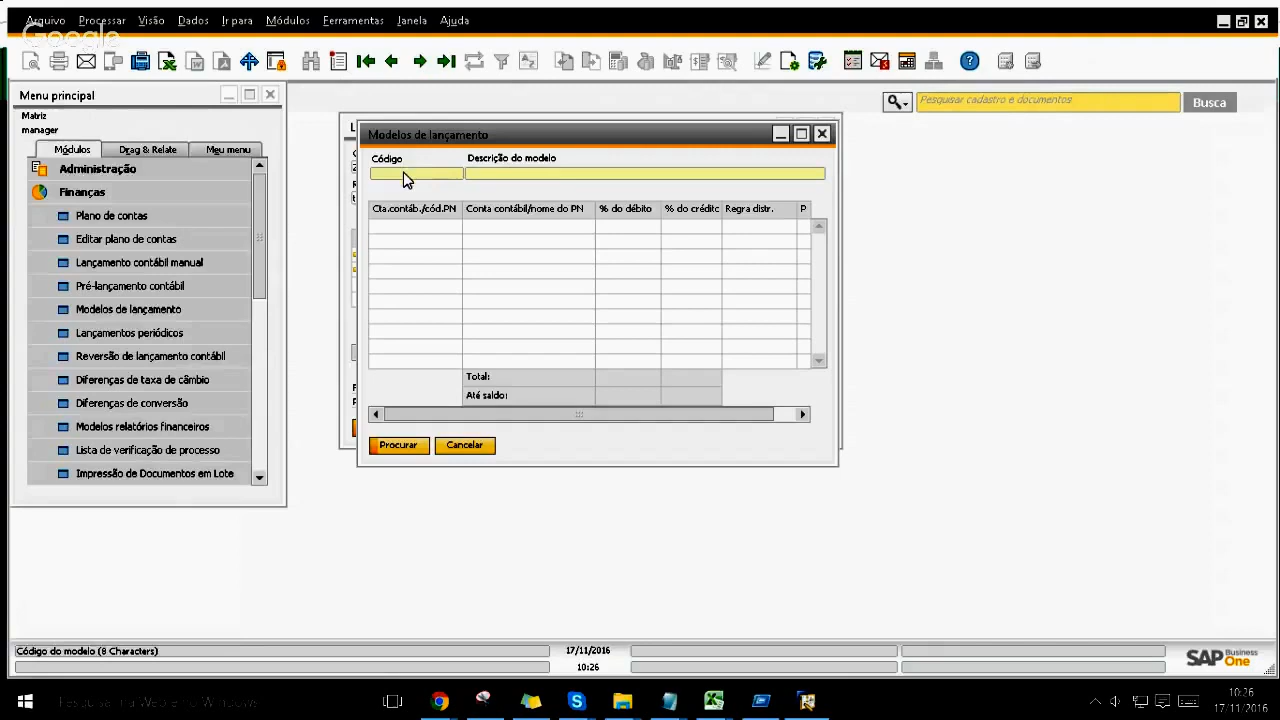 Arquivo Processar Visão Dados Ir para Módulos Ferramentas Janela Ajuda
Google
Menu principal
Pesquisar cadastro e documentos
Busca
Matriz
manager
Módulos Drag & Relate Meu menu
Administração
Finanças
Plano de contas
Editar plano de contas
Lançamento contábil manual
Pré-lançamento contábil
Modelos de lançamento
Lançamentos periódicos
Reversão de lançamento contábil
Diferenças de taxa de câmbio
Diferenças de conversão
Modelos relatórios financeiros
Lista de verificação de processo
Impressão de Documentos em Lote
Modelos de lançamento
Código Descrição do modelo
Cta.contáb./cód.PN Conta contábil/nome do PN % do débito % do crédito Regra distr. P
Total:
Até saldo:
Procurar Cancelar
Código do modelo (8 Characters)
17/11/2016
10:26
SAP Business One
10:26
17/11/2016